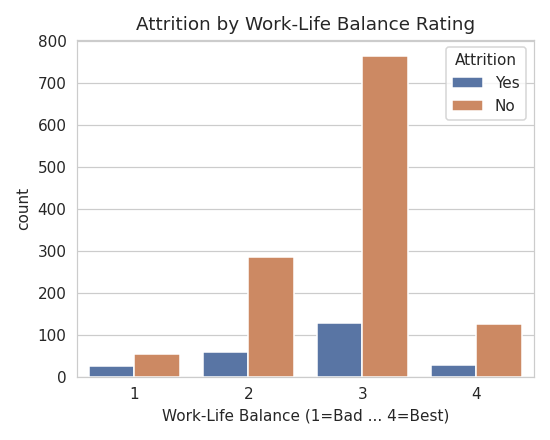 Attrition by Work-Life Balance Rating
Attrition
Yes
No
800
700
600
500
400
300
200
100
0
count
1 2 3 4
Work-Life Balance (1=Bad ... 4=Best)